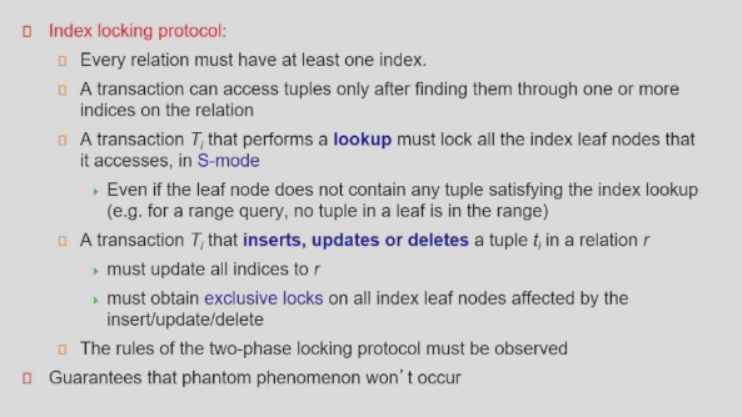 Index locking protocol:
Every relation must have at least one index.
A transaction can access tuples only after finding them through one or more
indices on the relation
A transaction Ti that performs a lookup must lock all the index leaf nodes that
it accesses, in S-mode
Even if the leaf node does not contain any tuple satisfying the index lookup
(e.g. for a range query, no tuple in a leaf is in the range)
A transaction Ti that inserts, updates or deletes a tuple ti in a relation r
must update all indices to r
must obtain exclusive locks on all index leaf nodes affected by the
insert/update/delete
The rules of the two-phase locking protocol must be observed
Guarantees that phantom phenomenon won’t occur